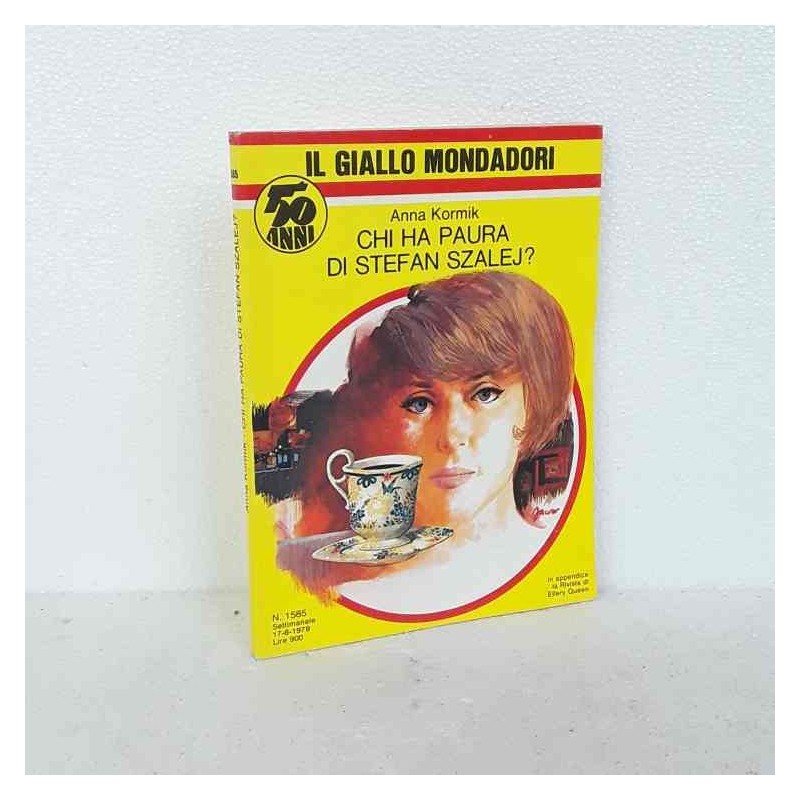 IL GIALLO MONDADORI
50
ANNI
Anna Kormik
CHI HA PAURA
DI STEFAN SZALEJ?
in appendice
la Rivista di
Ellery Queen
N. 1585
Settimanale
17-6-1979
Lire 900
Anna Kormik - CHI HA PAURA DI STEFAN SZALEJ?